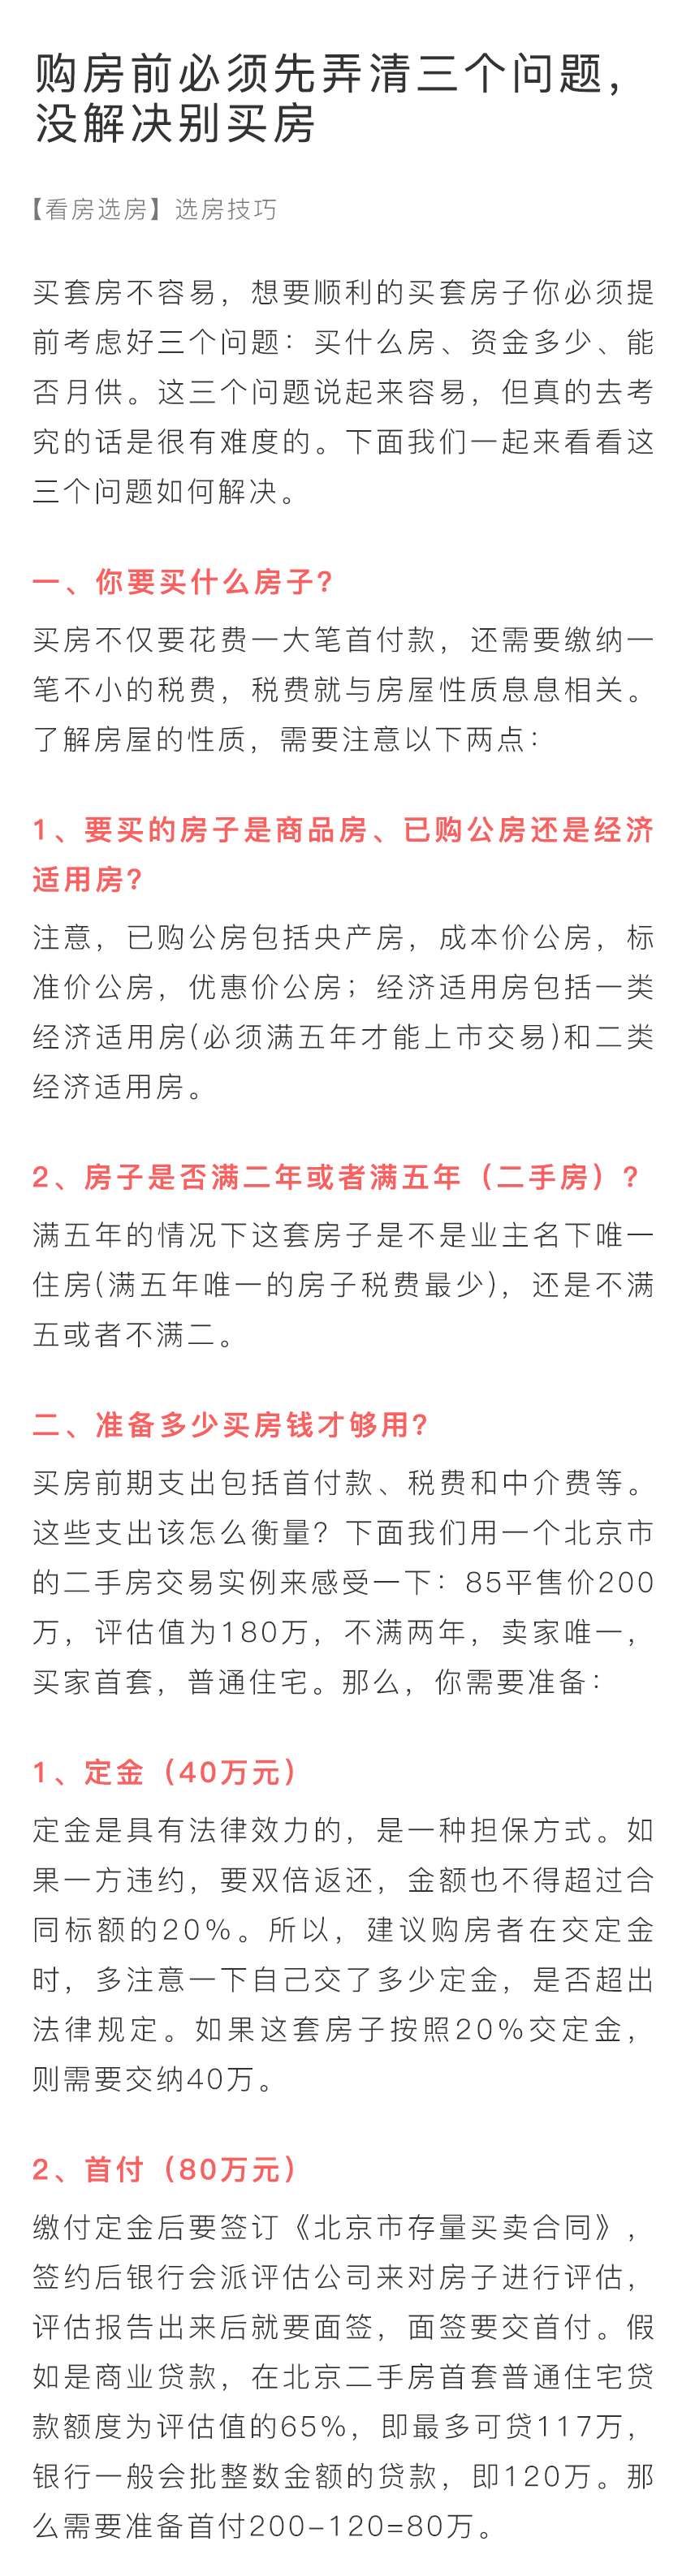 购房前必须先弄清三个问题，
没解决别买房
【看房选房】选房技巧
买套房不容易，想要顺利的买套房子你必须提
前考虑好三个问题：买什么房、资金多少、能
否月供。这三个问题说起来容易，但真的去考
究的话是很有难度的。下面我们一起来看看这
三个问题如何解决。
一、你要买什么房子?
买房不仅要花费一大笔首付款，还需要缴纳一
笔不小的税费，税费就与房屋性质息息相关。
了解房屋的性质，需要注意以下两点：
1、要买的房子是商品房、已购公房还是经济
适用房?
注意，已购公房包括央产房，成本价公房，标
准价公房，优惠价公房；经济适用房包括一类
经济适用房(必须满五年才能上市交易)和二类
经济适用房。
2、房子是否满二年或者满五年（二手房）?
满五年的情况下这套房子是不是业主名下唯一
住房(满五年唯一的房子税费最少)，还是不满
五或者不满二。
二、准备多少买房钱才够用?
买房前期支出包括首付款、税费和中介费等。
这些支出该怎么衡量？下面我们用一个北京市
的二手房交易实例来感受一下：85平售价200
万，评估值为180万，不满两年，卖家唯一，
买家首套，普通住宅。那么，你需要准备：
1、定金（40万元）
定金是具有法律效力的，是一种担保方式。如
果一方违约，要双倍返还，金额也不得超过合
同标额的20%。所以，建议购房者在交定金
时，多注意一下自己交了多少定金，是否超出
法律规定。如果这套房子按照20%交定金，
则需要交纳40万。
2、首付（80万元）
缴付定金后要签订《北京市存量买卖合同》，
签约后银行会派评估公司来对房子进行评估，
评估报告出来后就要面签，面签要交首付。假
如是商业贷款，在北京二手房首套普通住宅贷
款额度为评估值的65%，即最多可贷117万，
银行一般会批整数金额的贷款，即120万。那
么需要准备首付200-120=80万。